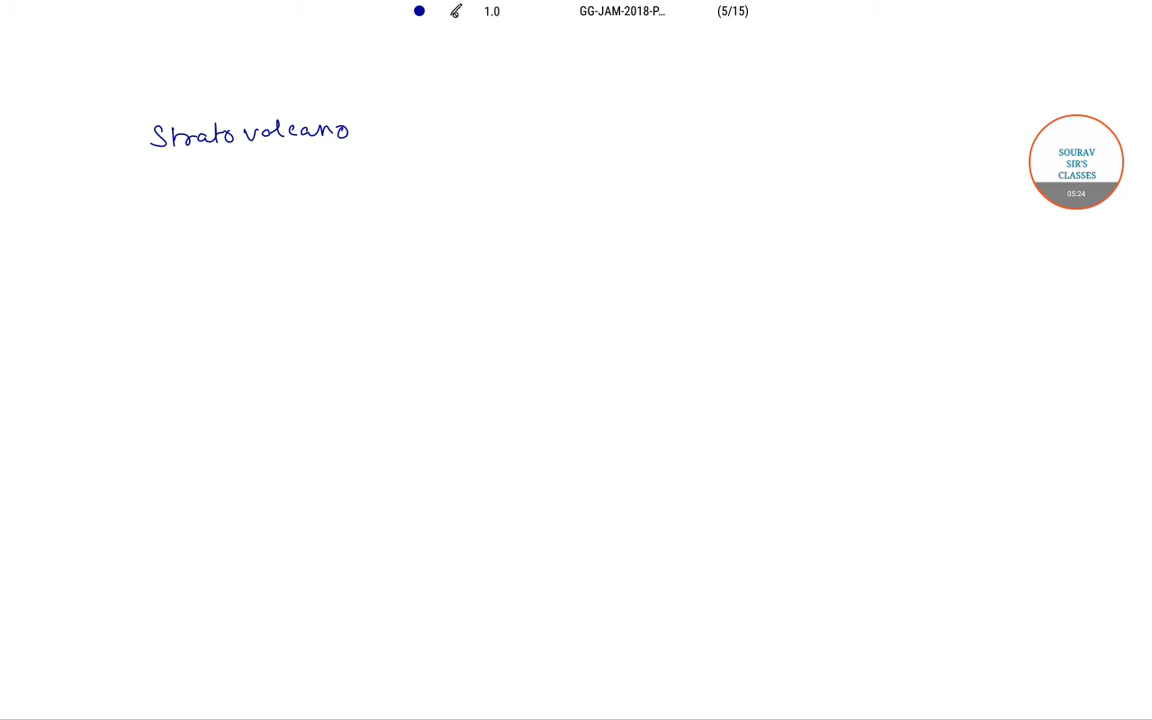 1.0 GG-JAM-2018-P... (5/15)
Strato volcano
SOURAV
SIR'S
CLASSES
05:24